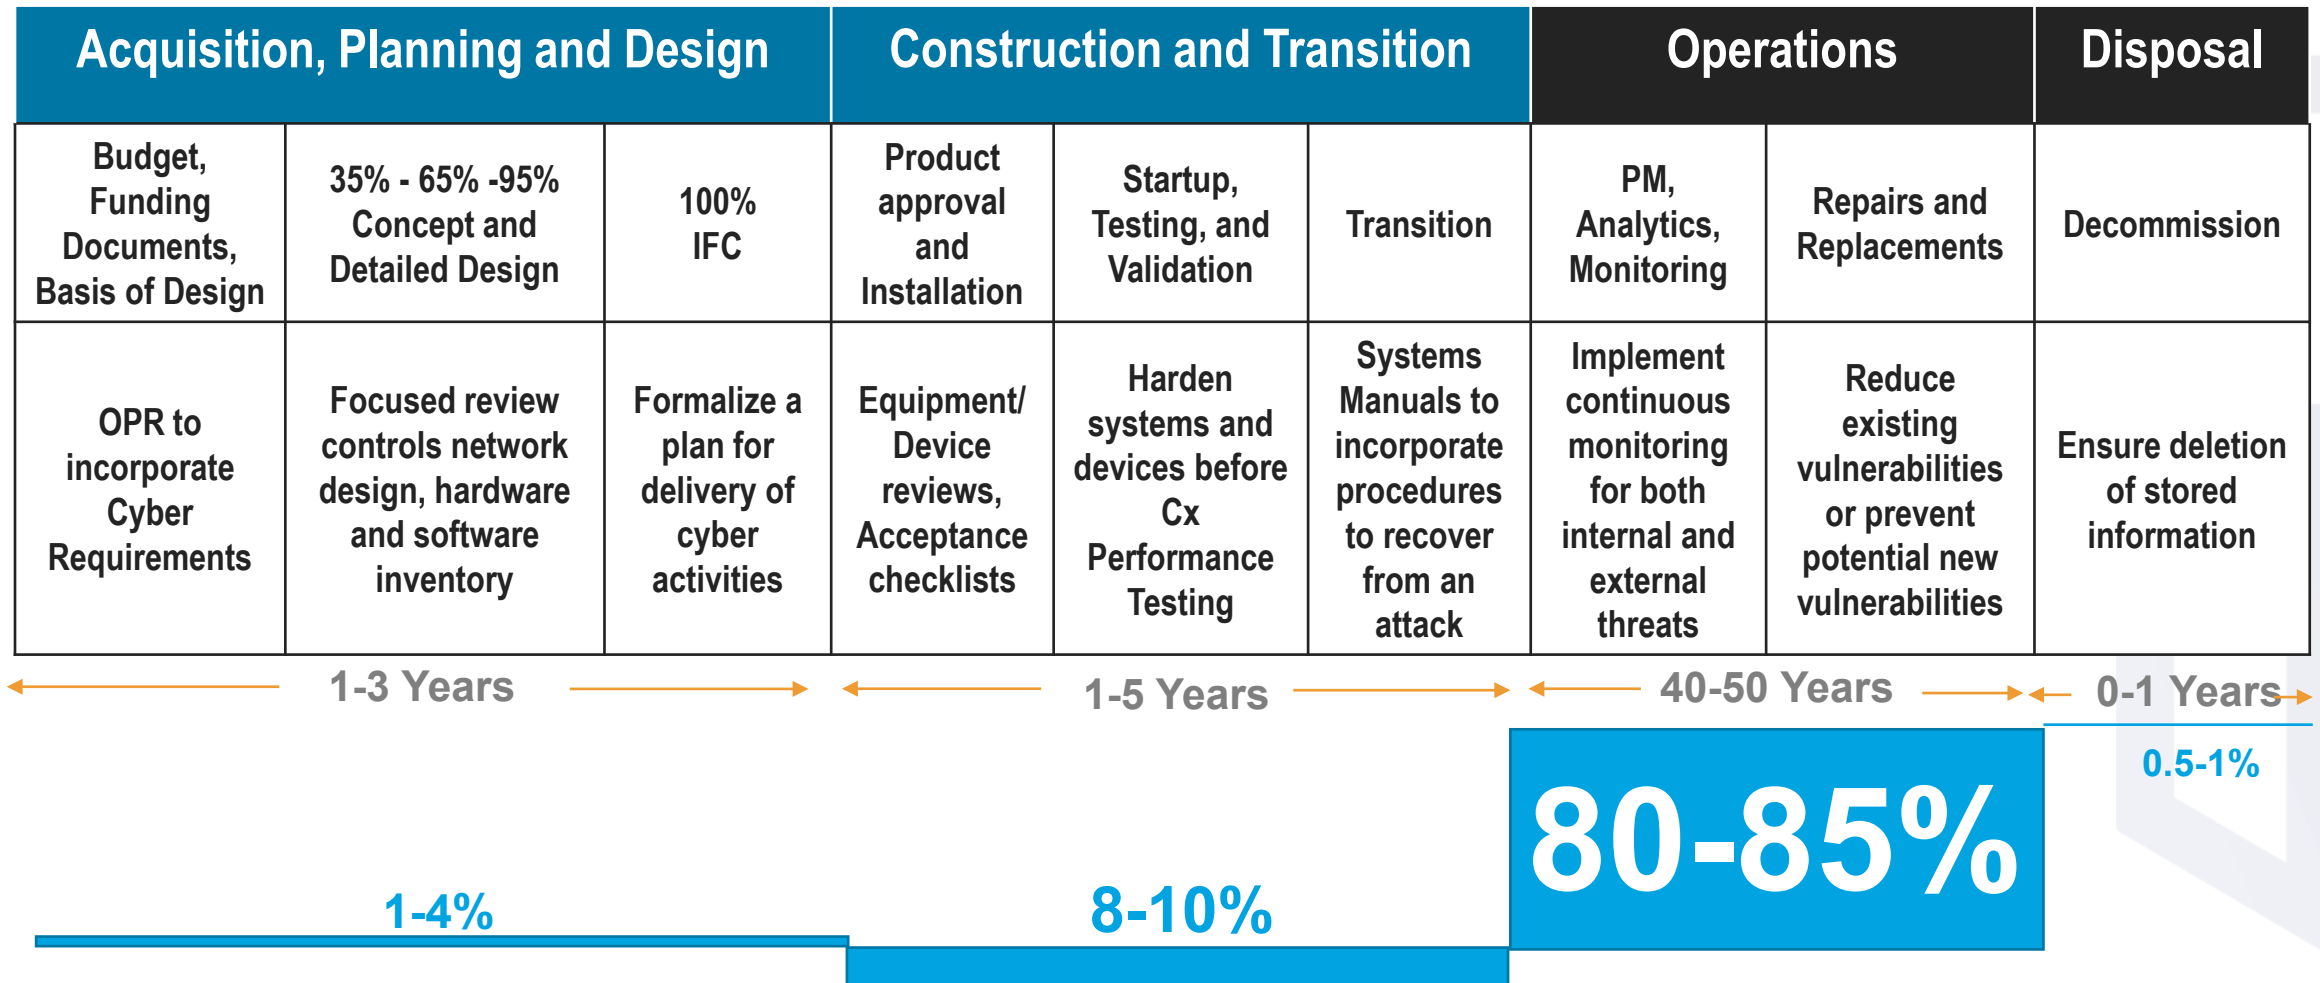 Acquisition, Planning and Design
Construction and Transition
Operations
Disposal
Budget,
Funding
Documents,
Basis of Design
35% - 65% -95%
Concept and
Detailed Design
100%
IFC
Product
approval
and
Installation
Startup,
Testing, and
Validation
Transition
PM,
Analytics,
Monitoring
Repairs and
Replacements
Decommission
OPR to
incorporate
Cyber
Requirements
Focused review
controls network
design, hardware
and software
inventory
Formalize a
plan for
delivery of
cyber
activities
Equipment/
Device
reviews,
Acceptance
checklists
Harden
systems and
devices before
Cx
Performance
Testing
Systems
Manuals to
incorporate
procedures
to recover
from an
attack
Implement
continuous
monitoring
for both
internal and
external
threats
Reduce
existing
vulnerabilities
or prevent
potential new
vulnerabilities
Ensure deletion
of stored
information
1-3 Years
1-5 Years
40-50 Years
0-1 Years
1-4%
8-10%
80-85%
0.5-1%